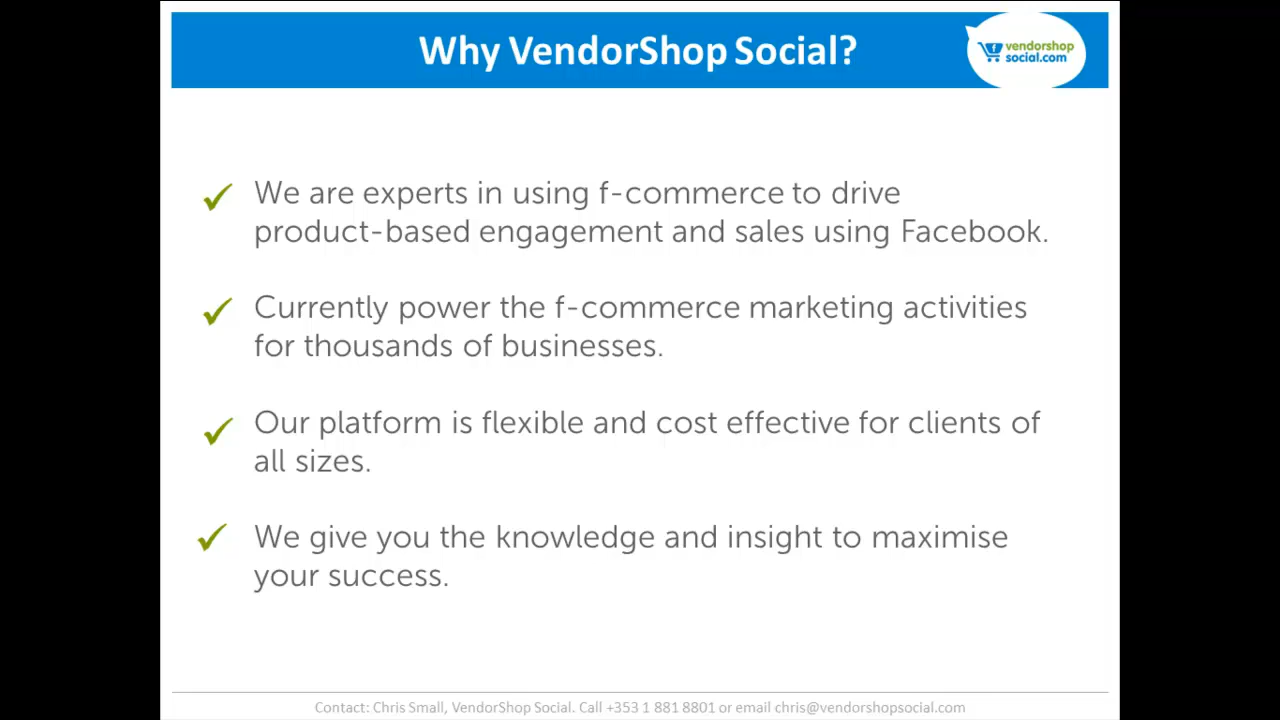 Why VendorShop Social?
vendorshop
social.com
We are experts in using f-commerce to drive
product-based engagement and sales using Facebook.
Currently power the f-commerce marketing activities
for thousands of businesses.
Our platform is flexible and cost effective for clients of
all sizes.
We give you the knowledge and insight to maximise
your success.
Contact: Chris Small, VendorShop Social. Call +353 1 881 8801 or email chris@vendorshopsocial.com